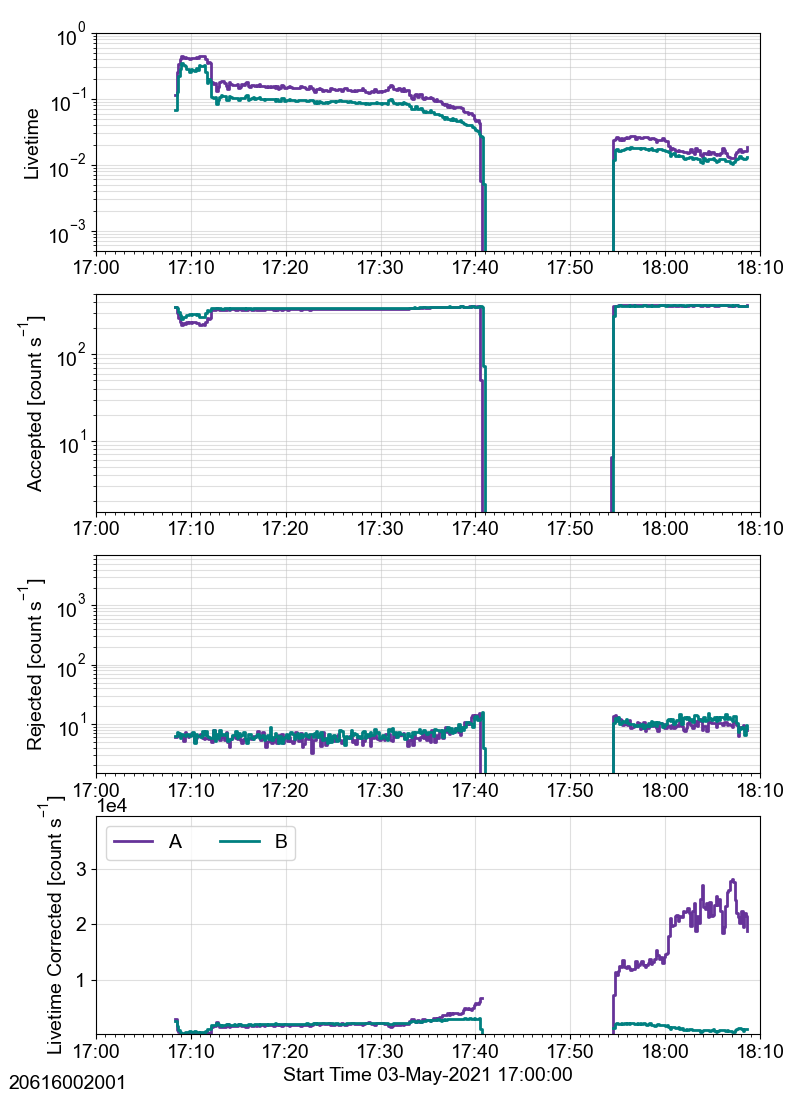 10^0
10^−1
10^−2
10^−3
Livetime
17:00 17:10 17:20 17:30 17:40 17:50 18:00 18:10
10^2
10^1
Accepted [count s^−1]
17:00 17:10 17:20 17:30 17:40 17:50 18:00 18:10
10^3
10^2
10^1
Rejected [count s^−1]
17:00 17:10 17:20 17:30 17:40 17:50 18:00 18:10
1e4
A B
3
2
1
Livetime Corrected [count s^−1]
17:00 17:10 17:20 17:30 17:40 17:50 18:00 18:10
Start Time 03-May-2021 17:00:00
20616002001